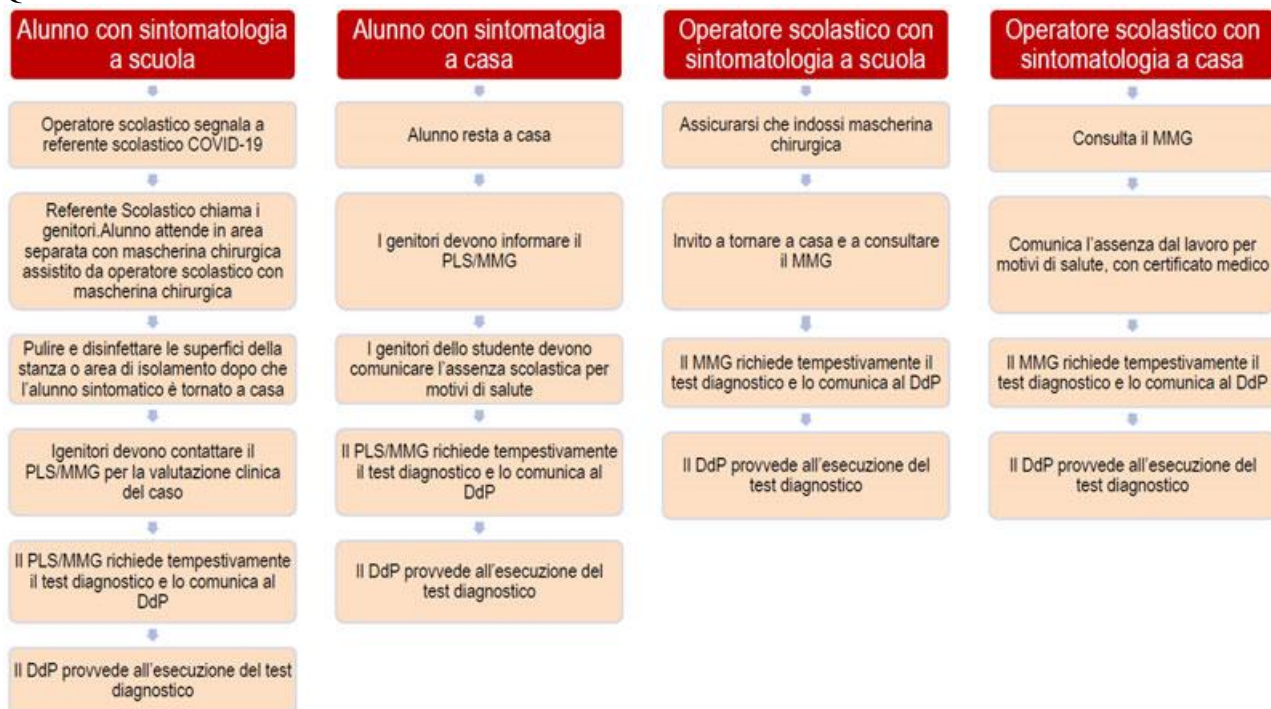 Alunno con sintomatologia
a scuola
Operatore scolastico segnala a
referente scolastico COVID-19
Referente Scolastico chiama i
genitori.Alunno attende in area
separata con mascherina chirurgica
assistito da operatore scolastico con
mascherina chirurgica
Pulire e disinfettare le superfici della
stanza o area di isolamento dopo che
l'alunno sintomatico è tornato a casa
Igenitori devono contattare il
PLS/MMG per la valutazione clinica
del caso
Il PLS/MMG richiede tempestivamente
il test diagnostico e lo comunica al
DdP
Il DdP provvede all'esecuzione del test
diagnostico
Alunno con sintomatogia
a casa
Alunno resta a casa
I genitori devono informare il
PLS/MMG
I genitori dello studente devono
comunicare l'assenza scolastica per
motivi di salute
Il PLS/MMG richiede tempestivamente
il test diagnostico e lo comunica al
DdP
Il DdP provvede all'esecuzione del
test diagnostico
Operatore scolastico con
sintomatologia a scuola
Assicurarsi che indossi mascherina
chirurgica
Invito a tornare a casa e a consultare
il MMG
Il MMG richiede tempestivamente il
test diagnostico e lo comunica al DdP
Il DdP provvede all'esecuzione del
test diagnostico
Operatore scolastico con
sintomatologia a casa
Consulta il MMG
Comunica l'assenza dal lavoro per
motivi di salute, con certificato medico
Il MMG richiede tempestivamente il
test diagnostico e lo comunica al DdP
Il DdP provvede all'esecuzione del
test diagnostico